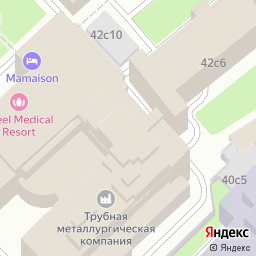 42с10
Mamaison
42с6
eel Medical
Resort
40с5
Трубная
металлургическая
компания
Яндекс
© Яндекс